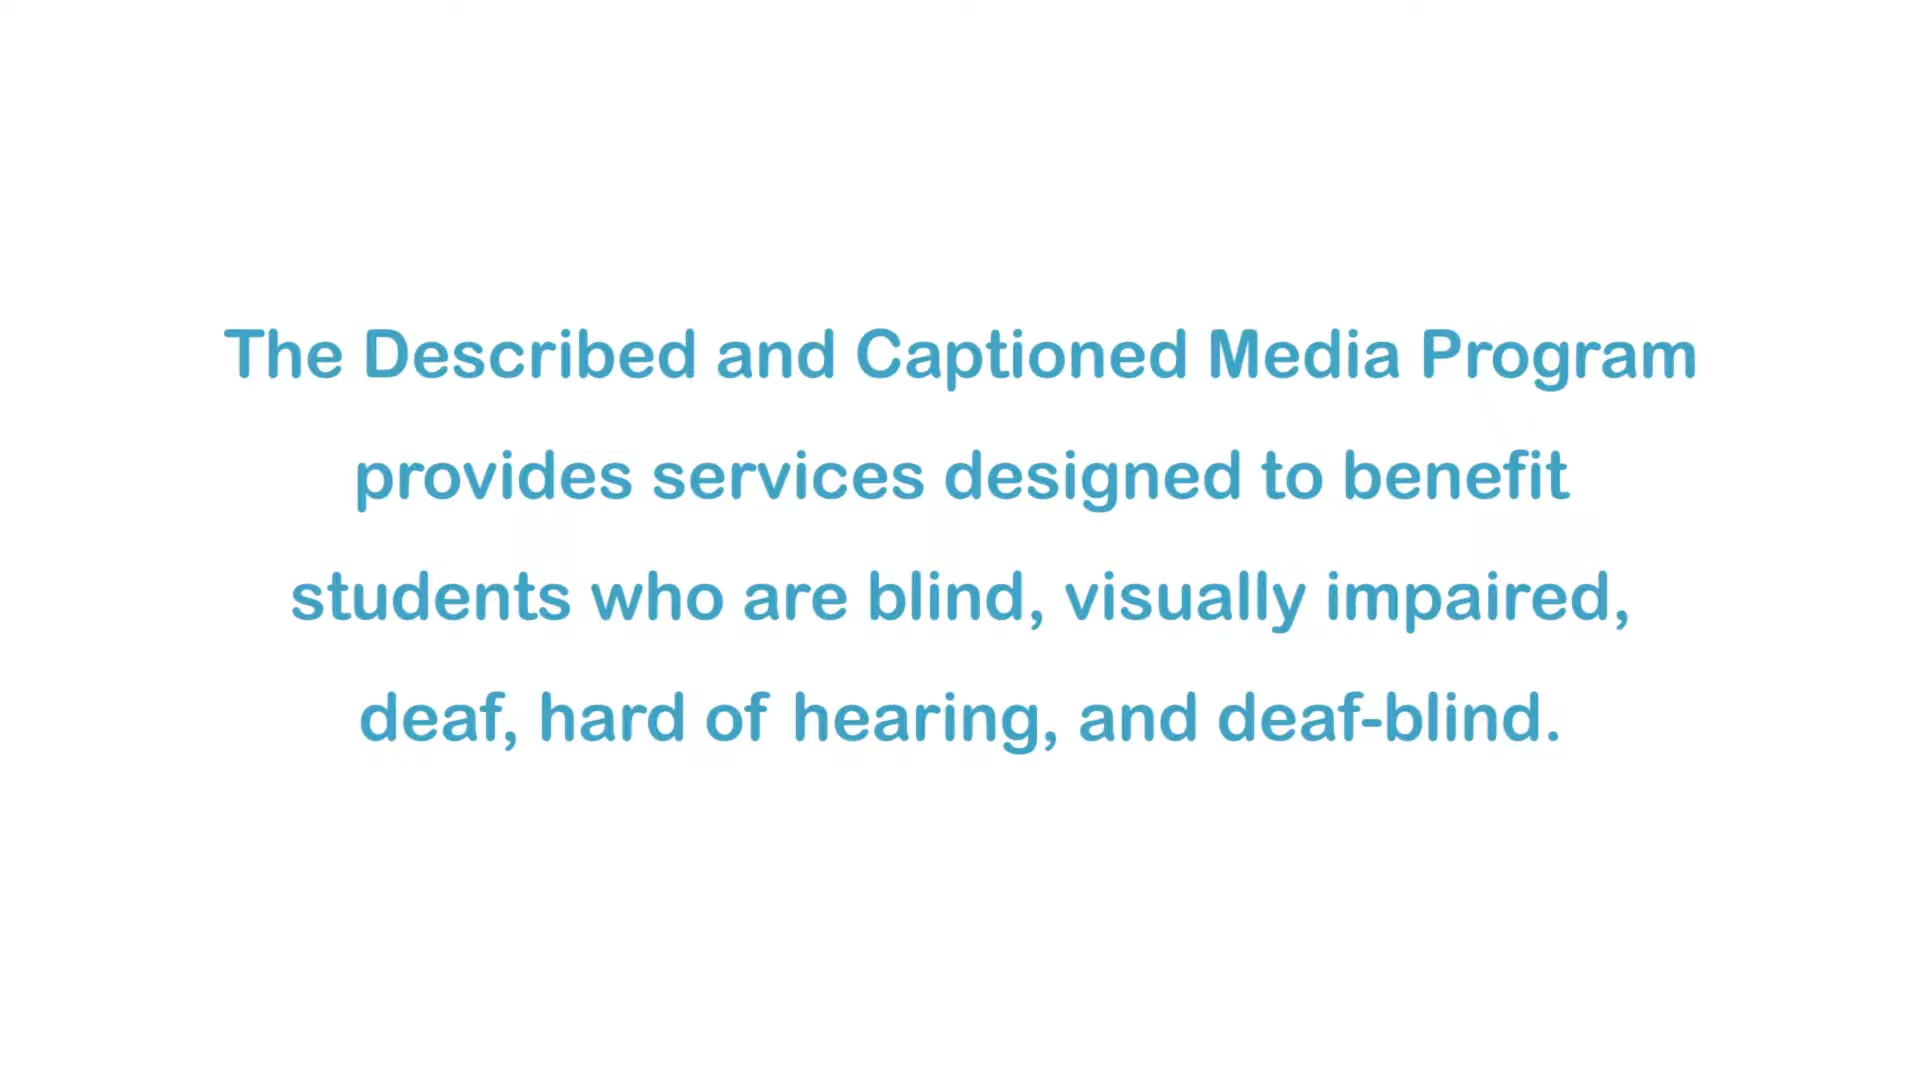 The Described and Captioned Media Program
provides services designed to benefit
students who are blind, visually impaired,
deaf, hard of hearing, and deaf-blind.